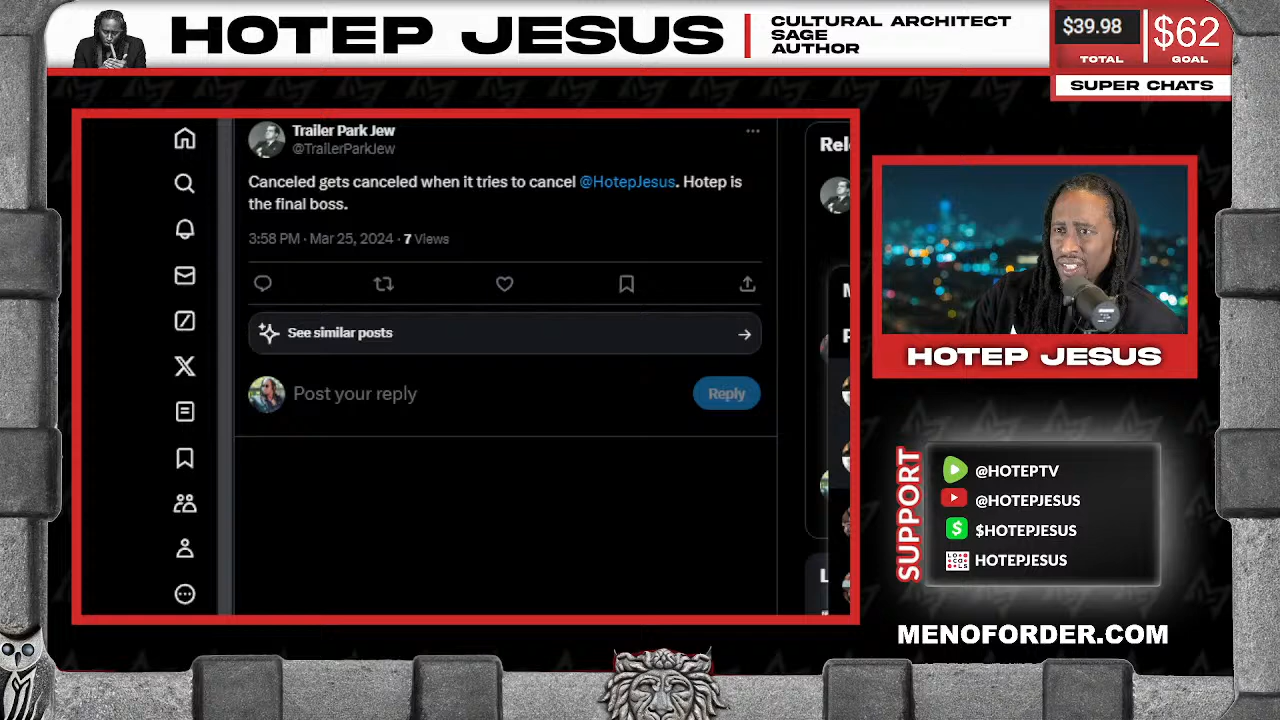 HOTEP JESUS
CULTURAL ARCHITECT
SAGE
AUTHOR
$39.98
TOTAL
$62
GOAL
SUPER CHATS
Trailer Park Jew
@TrailerParkJew
Canceled gets canceled when it tries to cancel @HotepJesus. Hotep is
the final boss.
3:58 PM · Mar 25, 2024 · 7 Views
See similar posts
Post your reply
Reply
Rel
HOTEP JESUS
SUPPORT
@HOTEPTV
@HOTEPJESUS
$HOTEPJESUS
HOTEPJESUS
MENOFORDER.COM